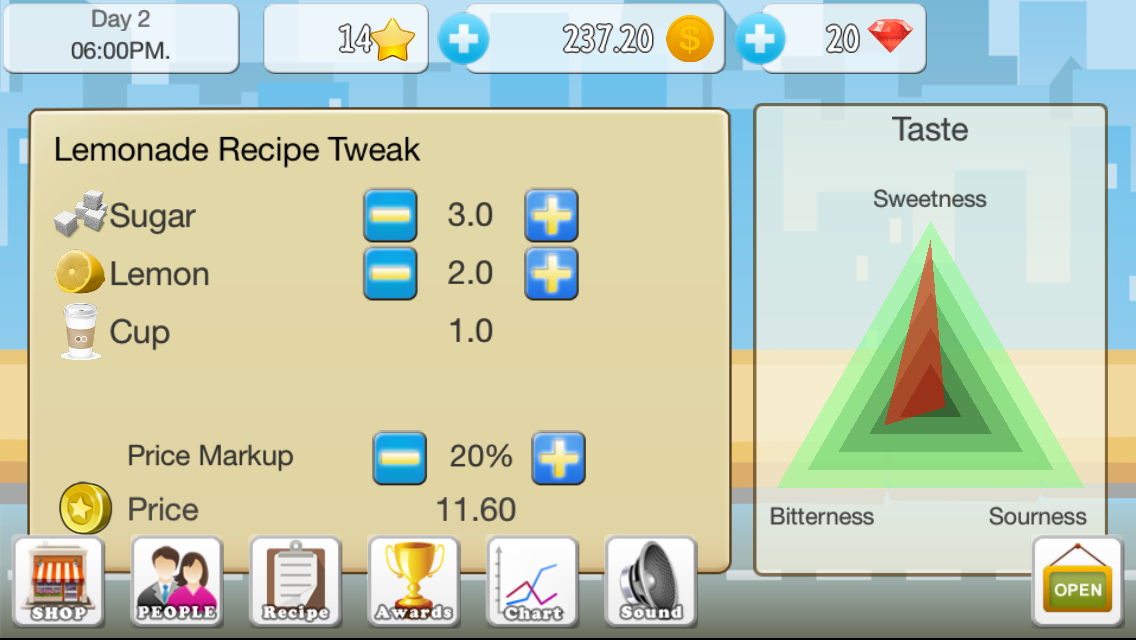 Day 2
06:00PM.
14
237.20
$
20
Lemonade Recipe Tweak
Sugar 3.0
Lemon 2.0
Cup 1.0
Price Markup 20%
Price 11.60
Taste
Sweetness
Bitterness Sourness
SHOP
PEOPLE
Recipe
Awards
Chart
Sound
OPEN